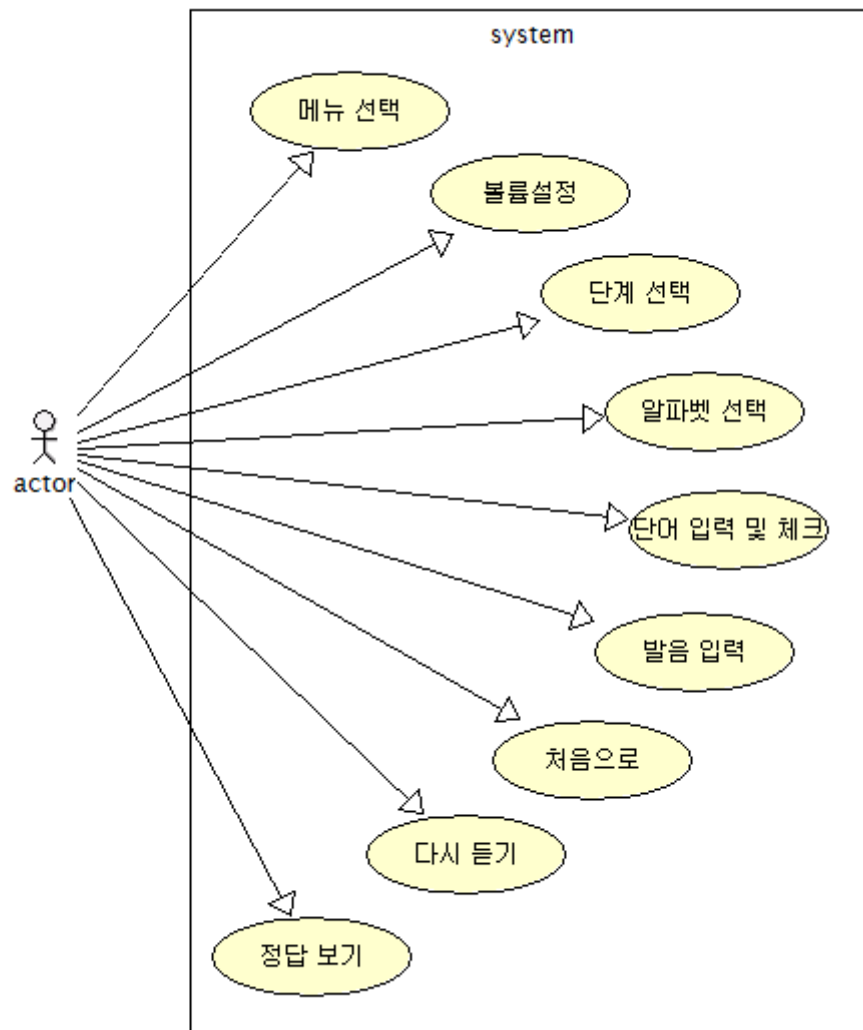 system
메뉴 선택
볼륨설정
단계 선택
알파벳 선택
actor
단어 입력 및 체크
발음 입력
처음으로
다시 듣기
정답 보기